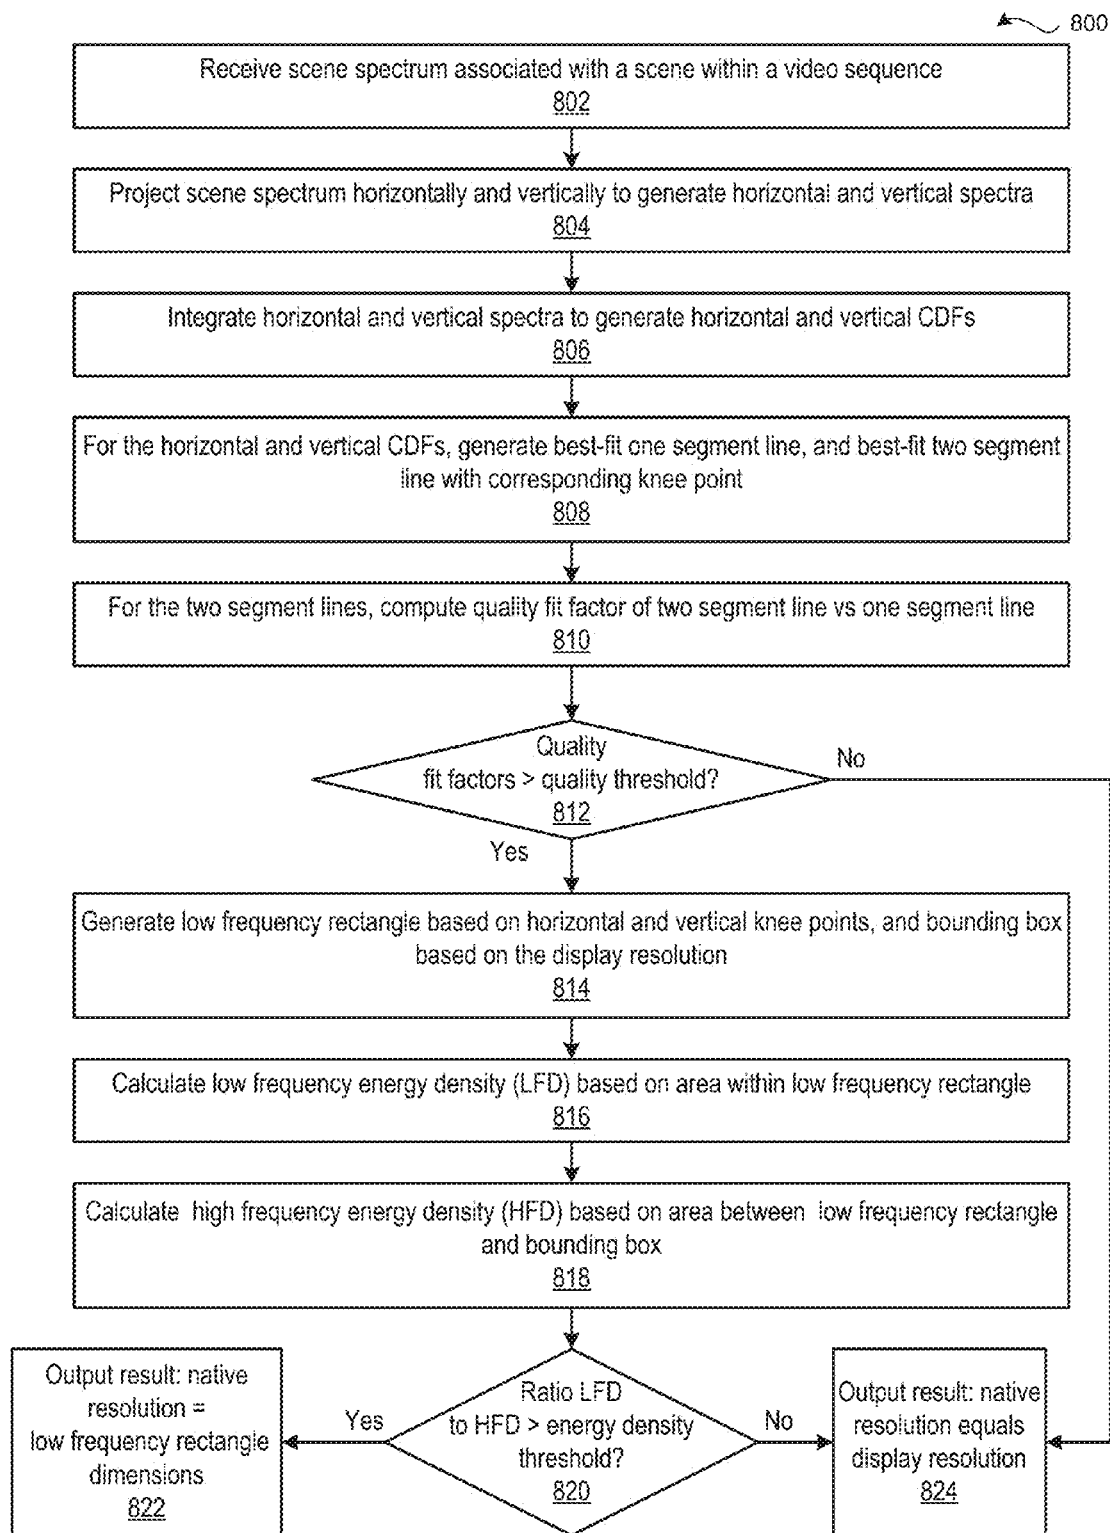 800
Receive scene spectrum associated with a scene within a video sequence
802
Project scene spectrum horizontally and vertically to generate horizontal and vertical spectra
804
Integrate horizontal and vertical spectra to generate horizontal and vertical CDFs
806
For the horizontal and vertical CDFs, generate best-fit one segment line, and best-fit two segment
line with corresponding knee point
808
For the two segment lines, compute quality fit factor of two segment line vs one segment line
810
Quality
fit factors > quality threshold?
812
No
Yes
Generate low frequency rectangle based on horizontal and vertical knee points, and bounding box
based on the display resolution
814
Calculate low frequency energy density (LFD) based on area within low frequency rectangle
816
Calculate high frequency energy density (HFD) based on area between low frequency rectangle
and bounding box
818
Ratio LFD
to HFD > energy density
threshold?
820
Yes
No
Output result: native
resolution =
low frequency rectangle
dimensions
822
Output result: native
resolution equals
display resolution
824